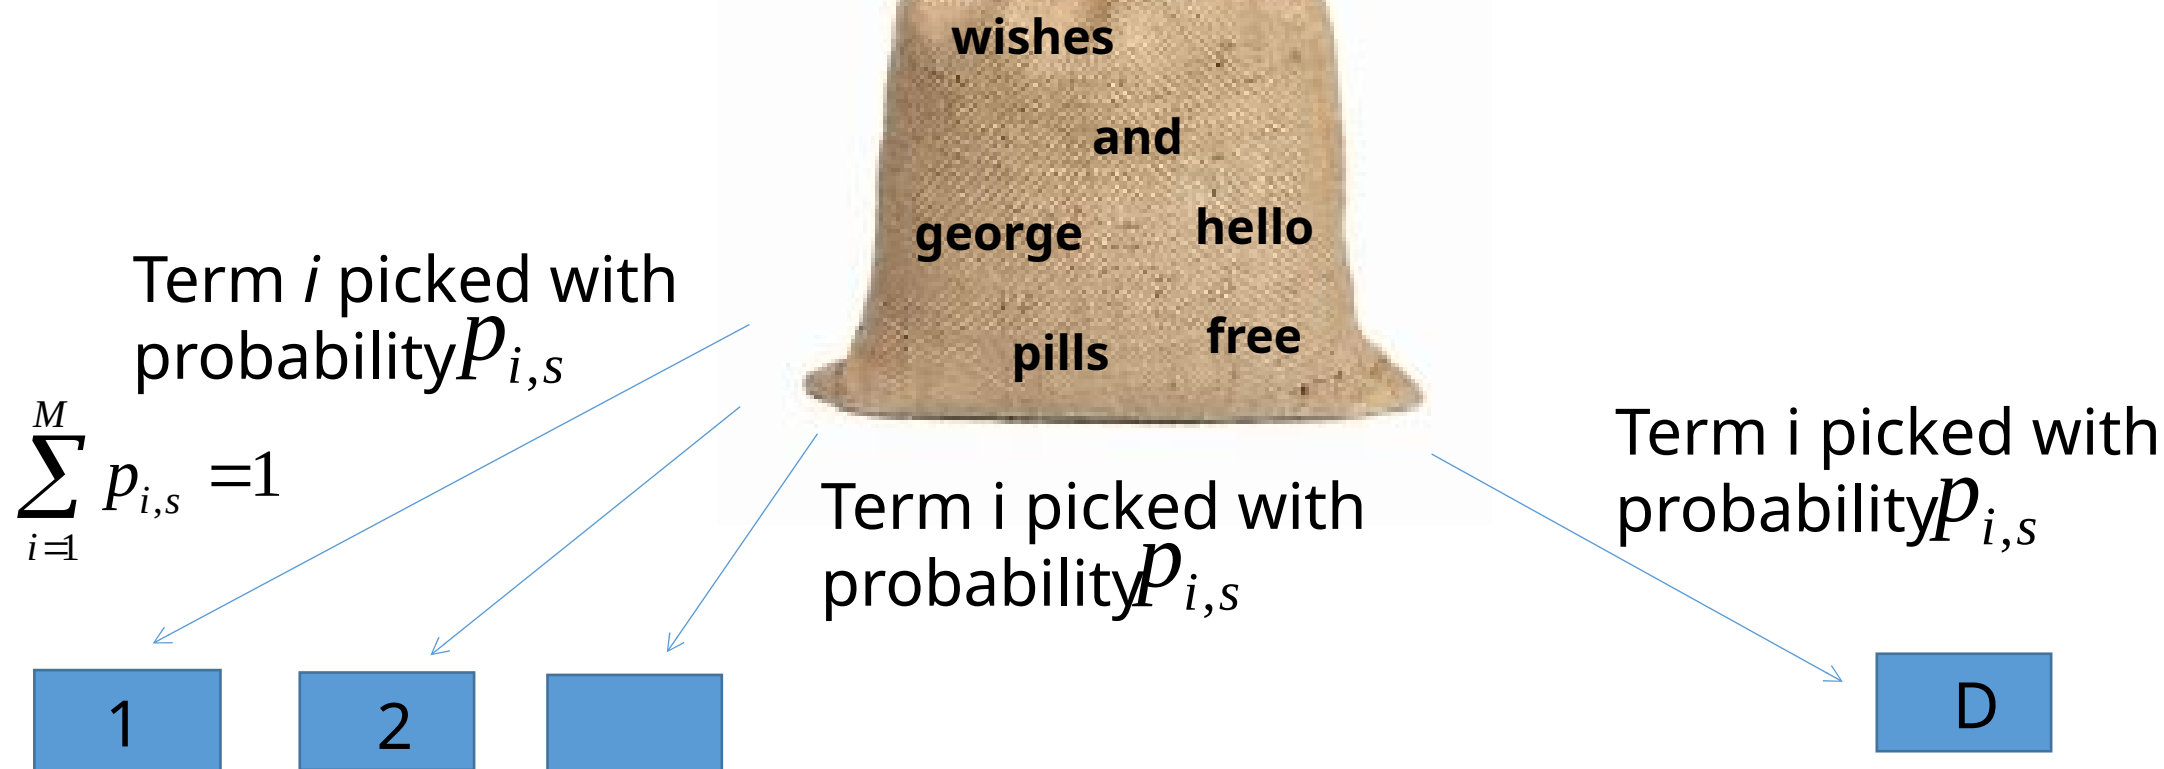 wishes
and
george
hello
Term i picked with
probability p_{i,s}
pills
free
\sum_{i=1}^{M} p_{i,s} = 1
Term i picked with
probability p_{i,s}
Term i picked with
probability p_{i,s}
1
2
D